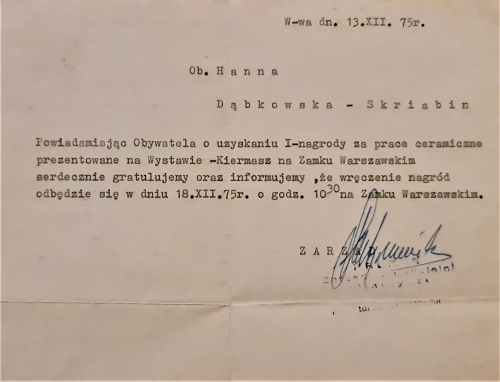 W-wa dn. 13.XII. 75r.
Ob. Hanna
Dąbkowska - Skriabin
Powiadamiając Obywatela o uzyskaniu I-nagrody za prace ceramiczne
prezentowane na Wystawie -Kiermasz na Zamku Warszawskim
serdecznie gratulujemy oraz informujemy ,że wręczenie nagród
odbędzie się w dniu 18.XII.75r. o godz. 10³⁰na Zamku Warszawskim.